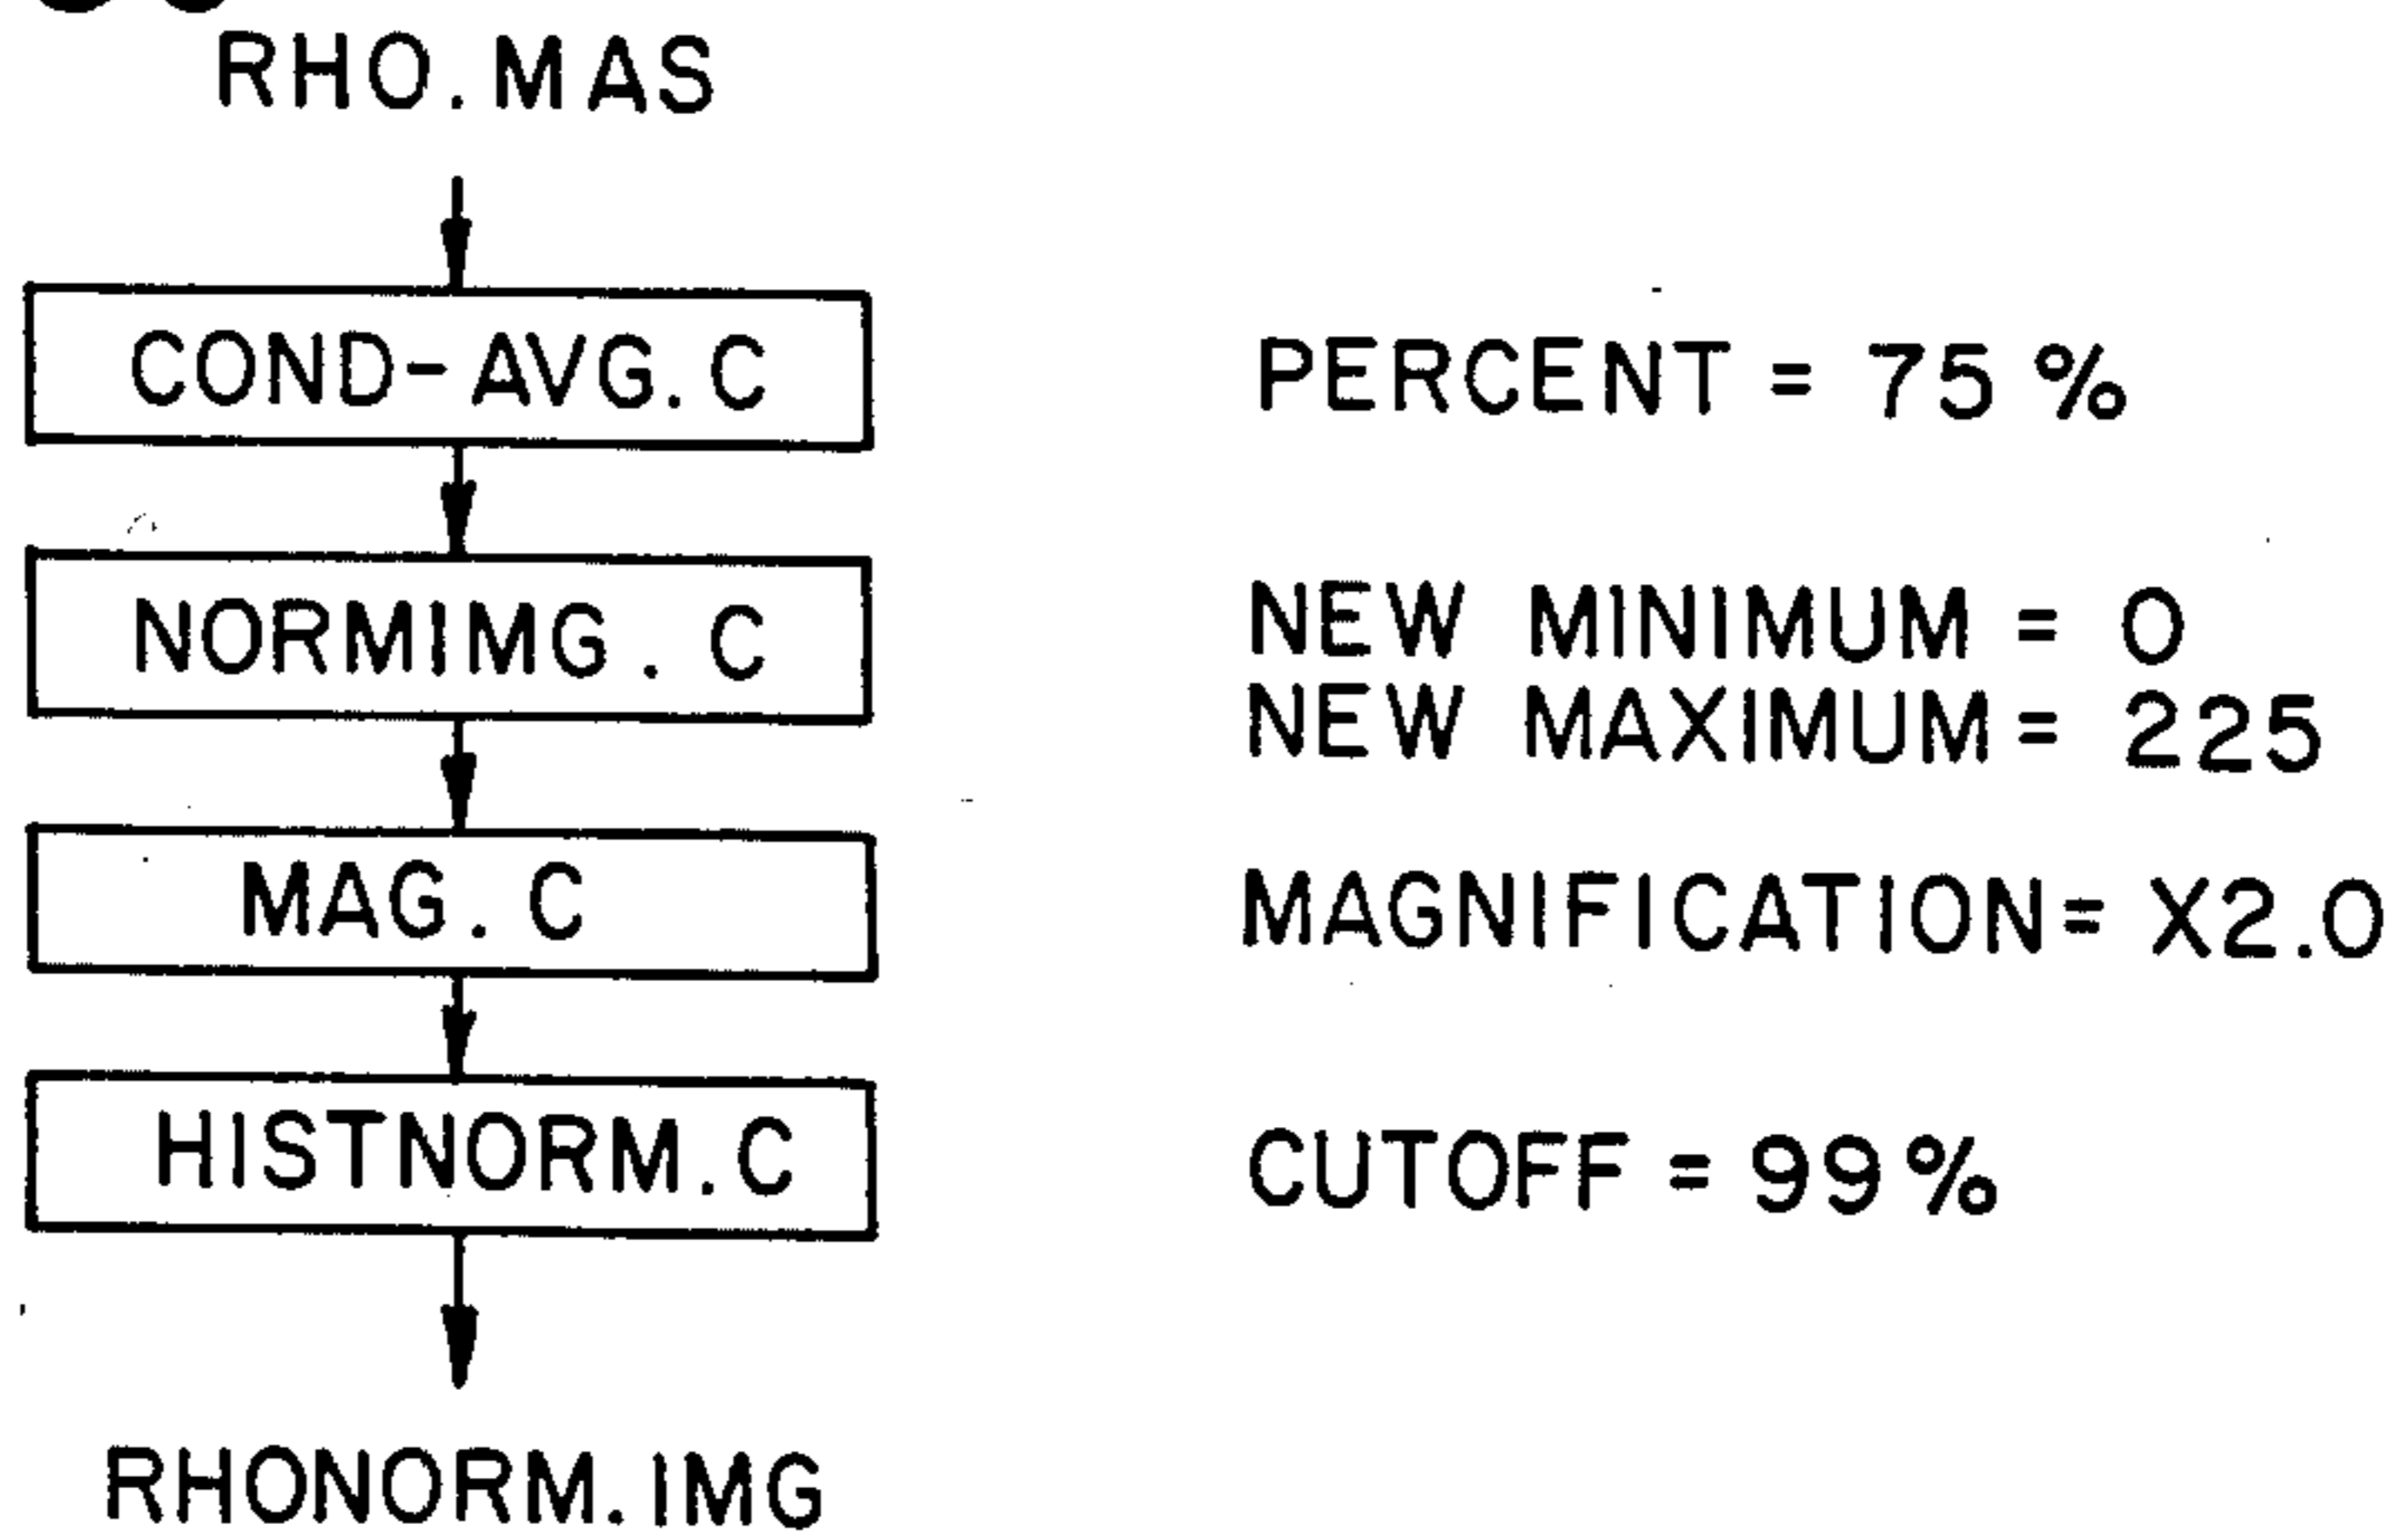 RHO.MAS
COND-AVG.C PERCENT = 75%
NORMIMG.C NEW MINIMUM = 0
NEW MAXIMUM = 225
MAG.C MAGNIFICATION= X2.0
HISTNORM.C CUTOFF = 99%
RHONORM.IMG